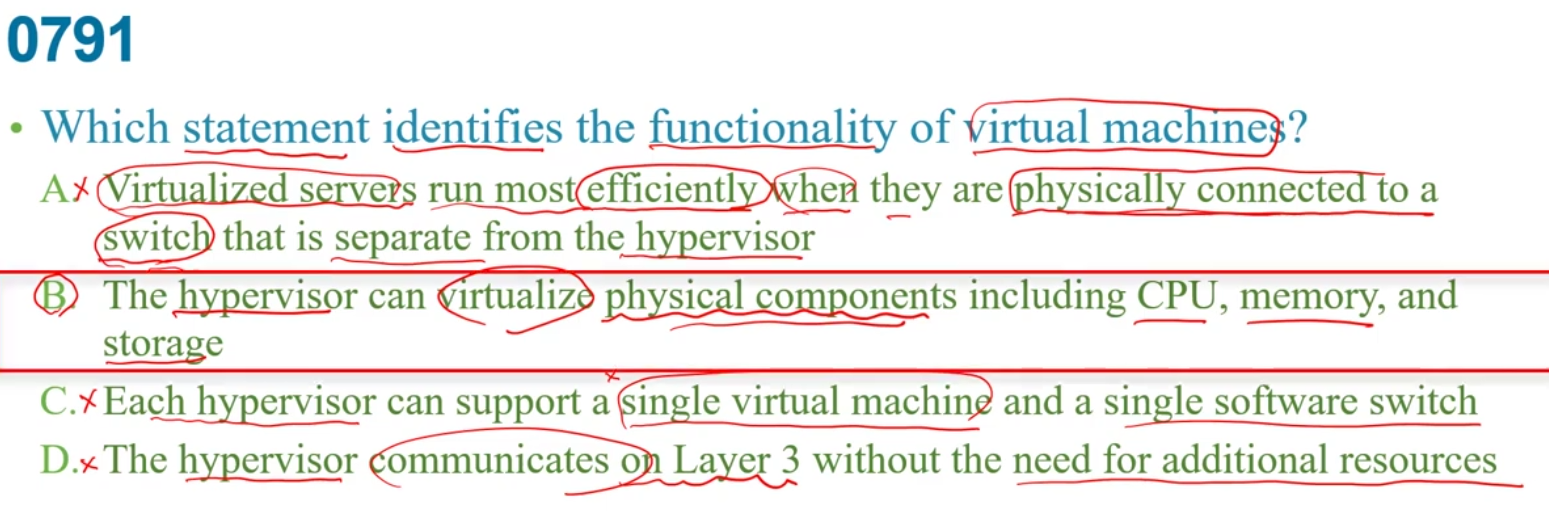 0791
• Which statement identifies the functionality of virtual machines?
A. Virtualized servers run most efficiently when they are physically connected to a
switch that is separate from the hypervisor
B. The hypervisor can virtualize physical components including CPU, memory, and
storage
C. Each hypervisor can support a single virtual machine and a single software switch
D. The hypervisor communicates on Layer 3 without the need for additional resources